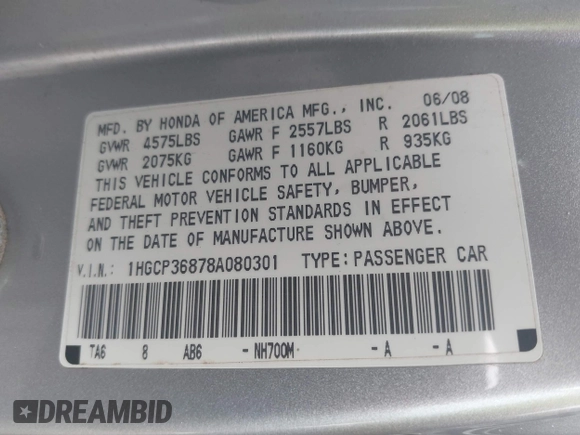 MFD. BY HONDA OF AMERICA MFG., INC. 06/08
GVWR 4575LBS GAWR F 2557LBS R 2061LBS
GVWR 2075KG GAWR F 1160KG R 935KG
THIS VEHICLE CONFORMS TO ALL APPLICABLE
FEDERAL MOTOR VEHICLE SAFETY, BUMPER,
AND THEFT PREVENTION STANDARDS IN EFFECT
ON THE DATE OF MANUFACTURE SHOWN ABOVE.
V.I.N.: 1HGCP36878A080301 TYPE: PASSENGER CAR
TA6 8 AB6 - NH700M - A - A
DREAMBID